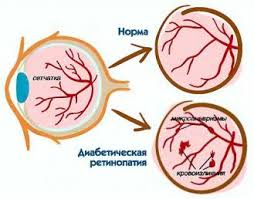 Норма
сетчатка
микроаневризмы
Диабетическая
ретинопатия
кровоизлияния